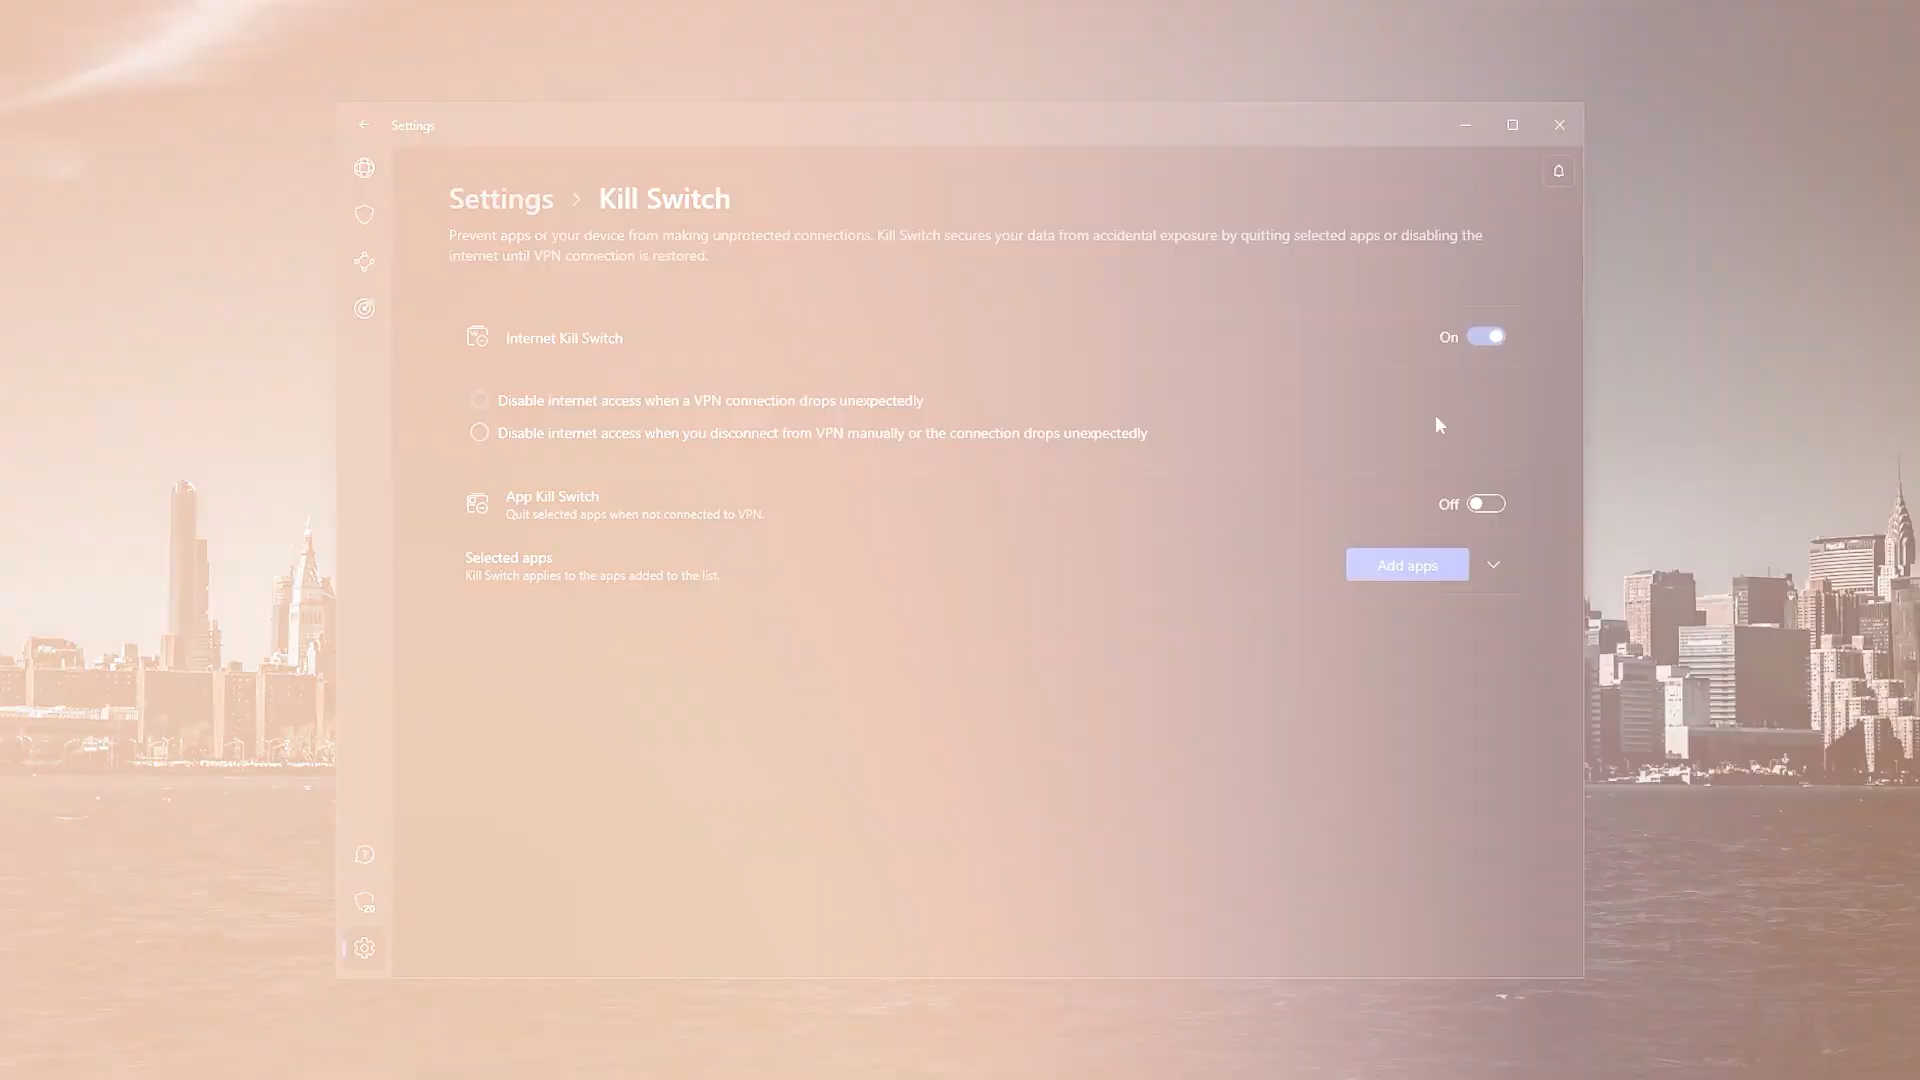 Settings
Settings > Kill Switch
Prevent apps or your device from making unprotected connections. Kill Switch secures your data from accidental exposure by quitting selected apps or disabling the
internet until VPN connection is restored.
Internet Kill Switch
On
Disable internet access when a VPN connection drops unexpectedly
Disable internet access when you disconnect from VPN manually or the connection drops unexpectedly
App Kill Switch
Off
Quit selected apps when not connected to VPN.
Selected apps
Add apps
Kill Switch applies to the apps added to the list.
20
MetLife